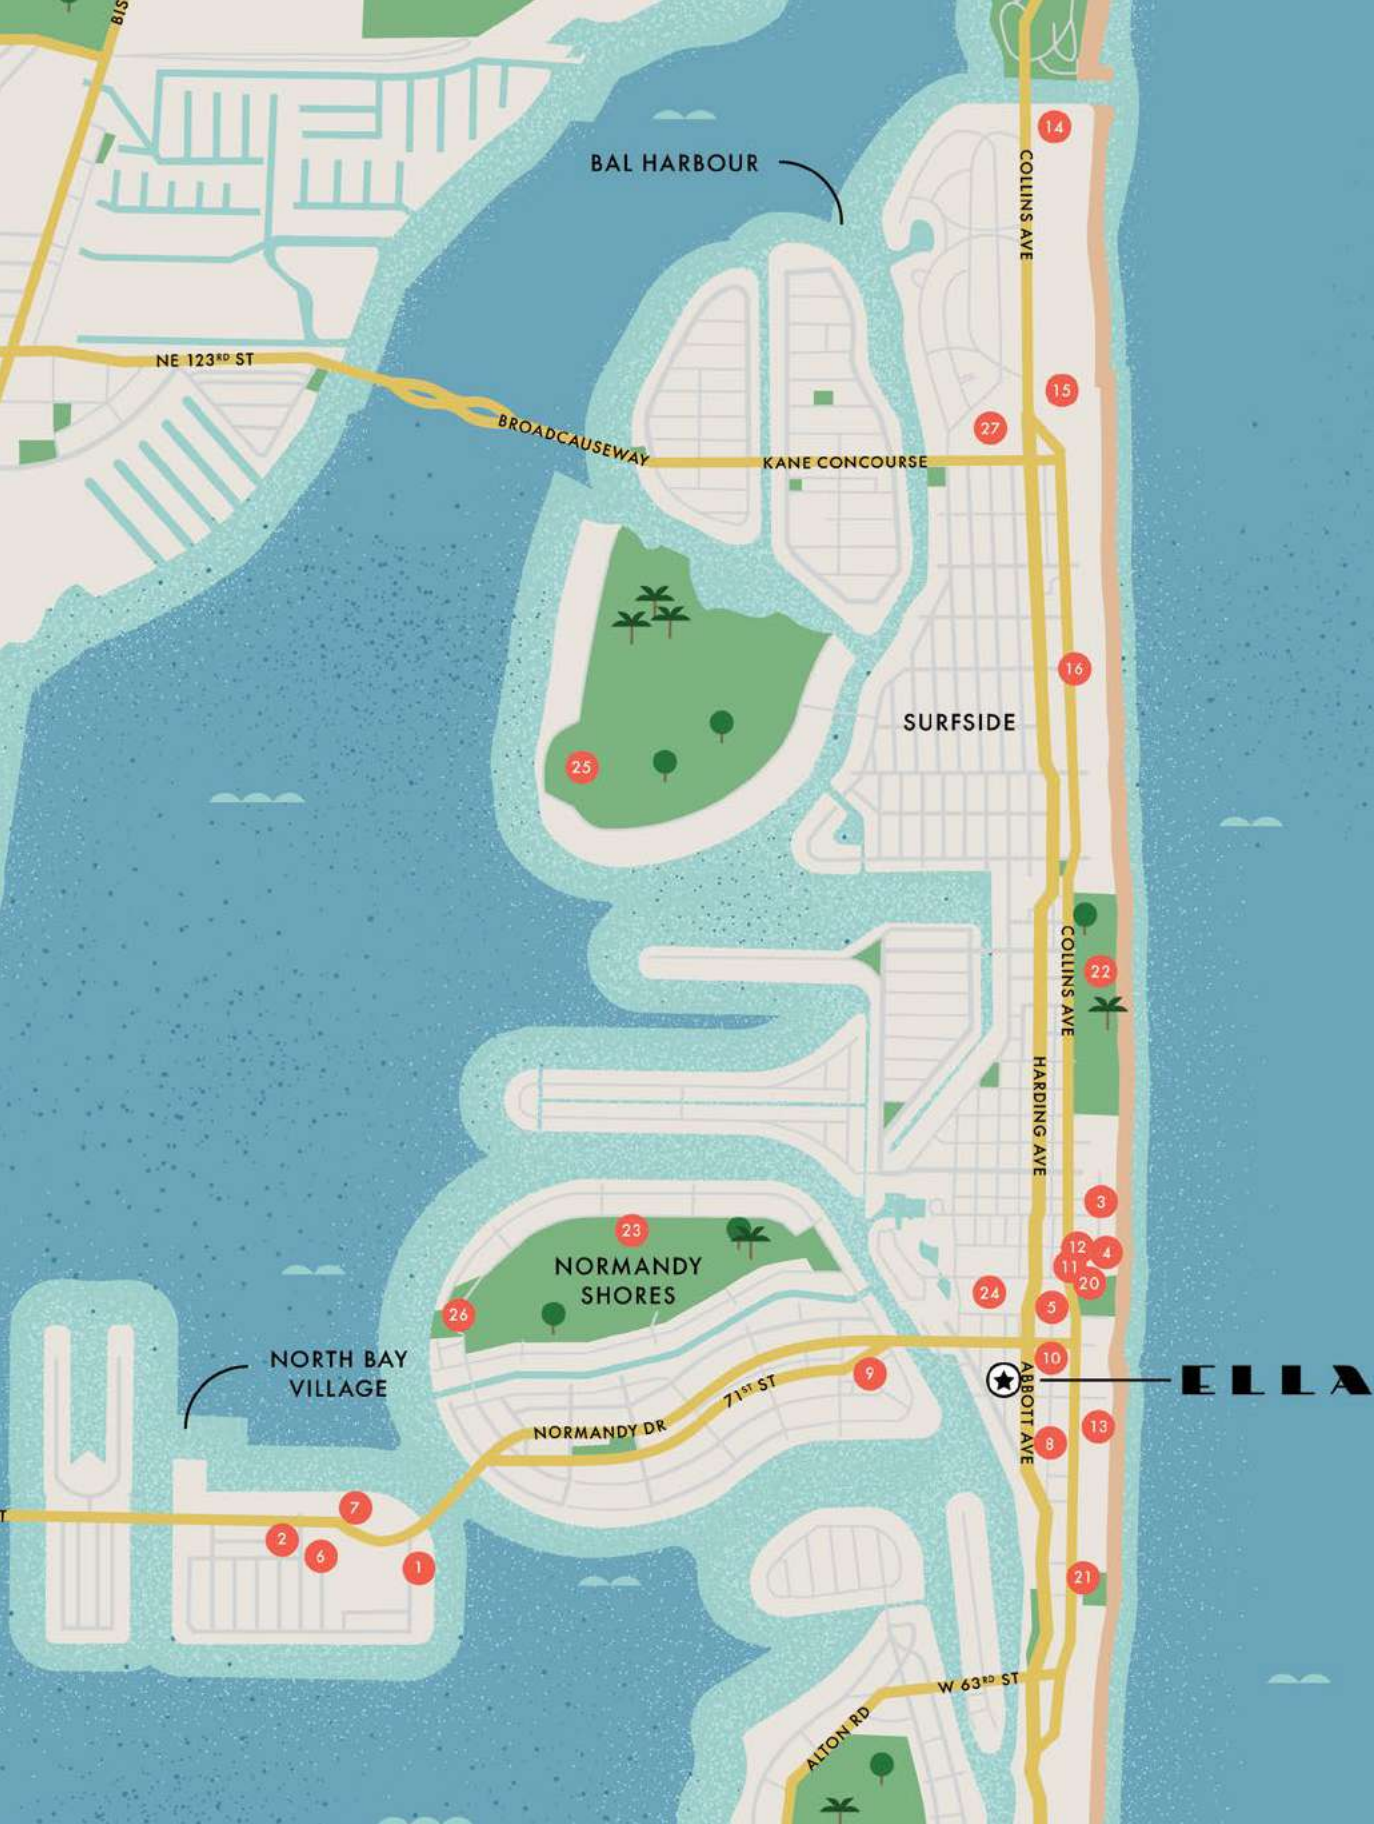 BIS
14
BAL HARBOUR
COLLINS AVE
NE 123RD ST
15
BROADCAUSEWAY
27
KANE CONCOURSE
16
SURFSIDE
25
COLLINS AVE
22
HARDING AVE
3
23
12
4
NORMANDY
SHORES
11
20
24
5
26
NORTH BAY
VILLAGE
10
9
ELLA
71ST ST
ABBOTT AVE
NORMANDY DR
13
8
7
T
2
6
1
21
W 63RD ST
ALTON RD